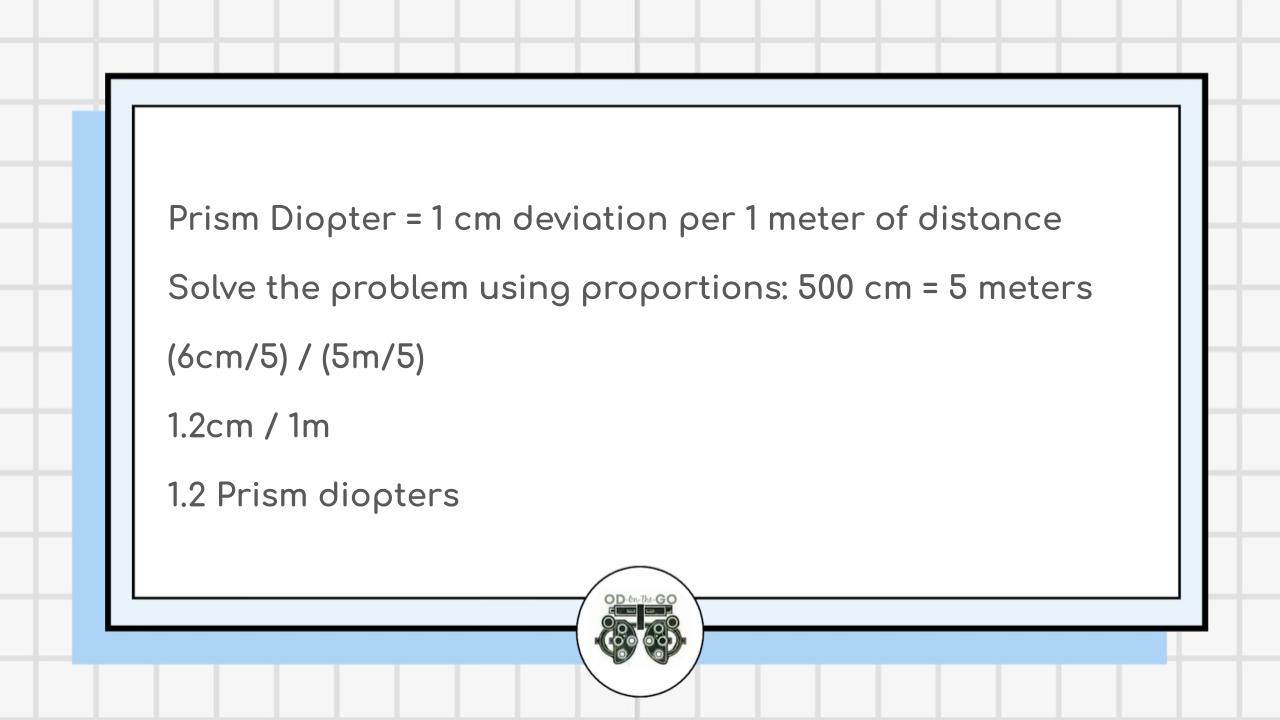 Prism Diopter = 1 cm deviation per 1 meter of distance
Solve the problem using proportions: 500 cm = 5 meters
(6cm/5) / (5m/5)
1.2cm / 1m
1.2 Prism diopters
OD-On-The-GO